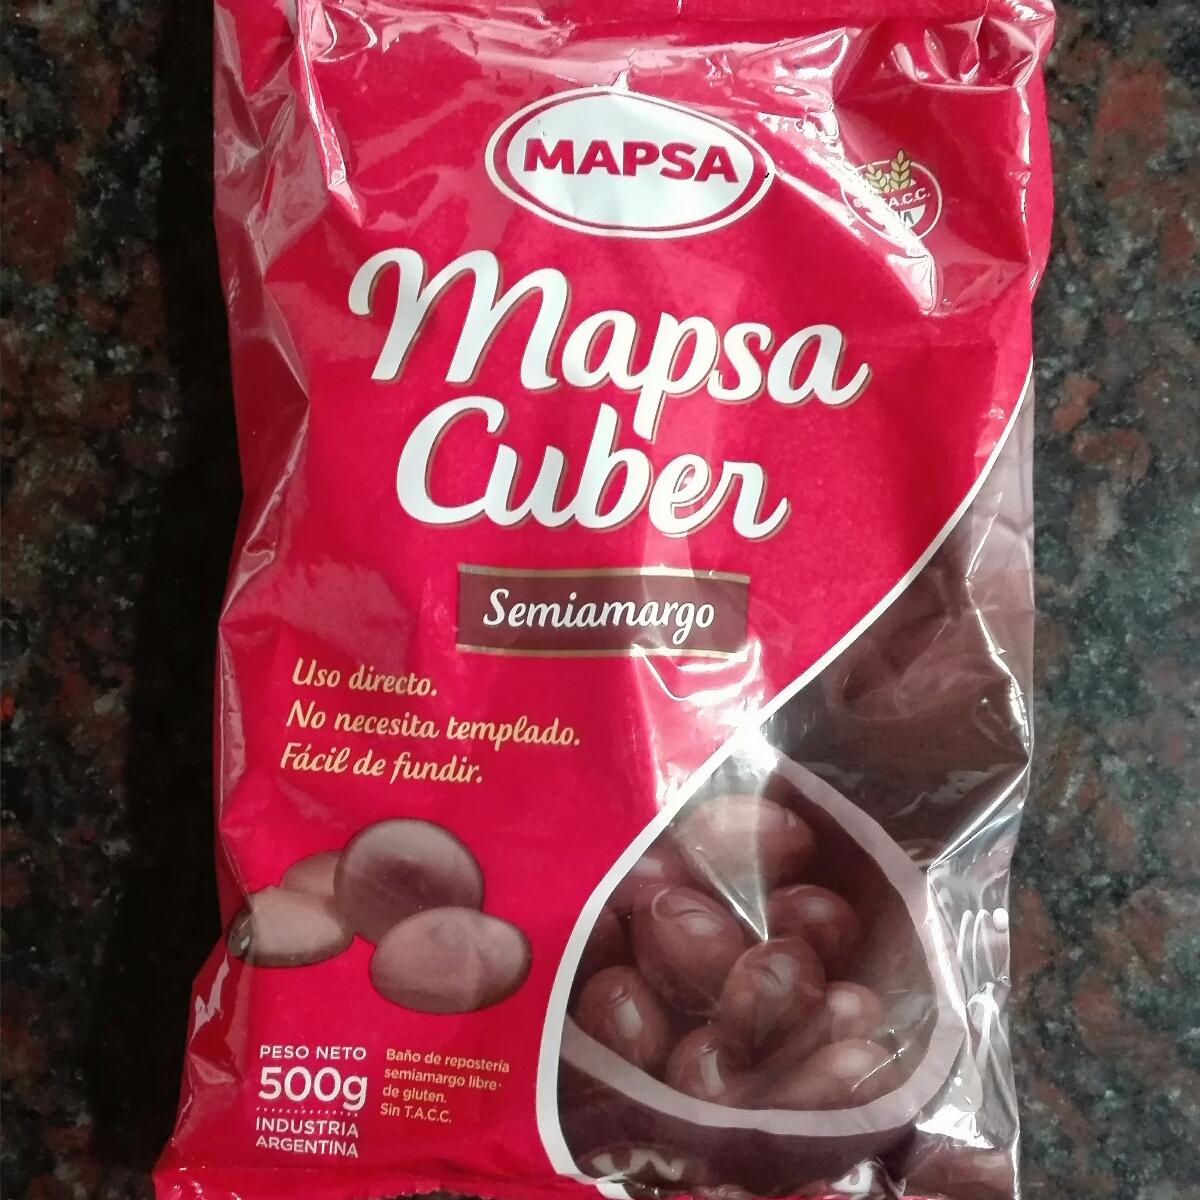 MAPSA
T.A.C.C.
Mapsa
Cuber
Semiamargo
Uso directo.
No necesita templado.
Fácil de fundir.
PESO NETO
500g
INDUSTRIA
ARGENTINA
Baño de repostería
semiamargo libre
de gluten.
Sin T.A.C.C.